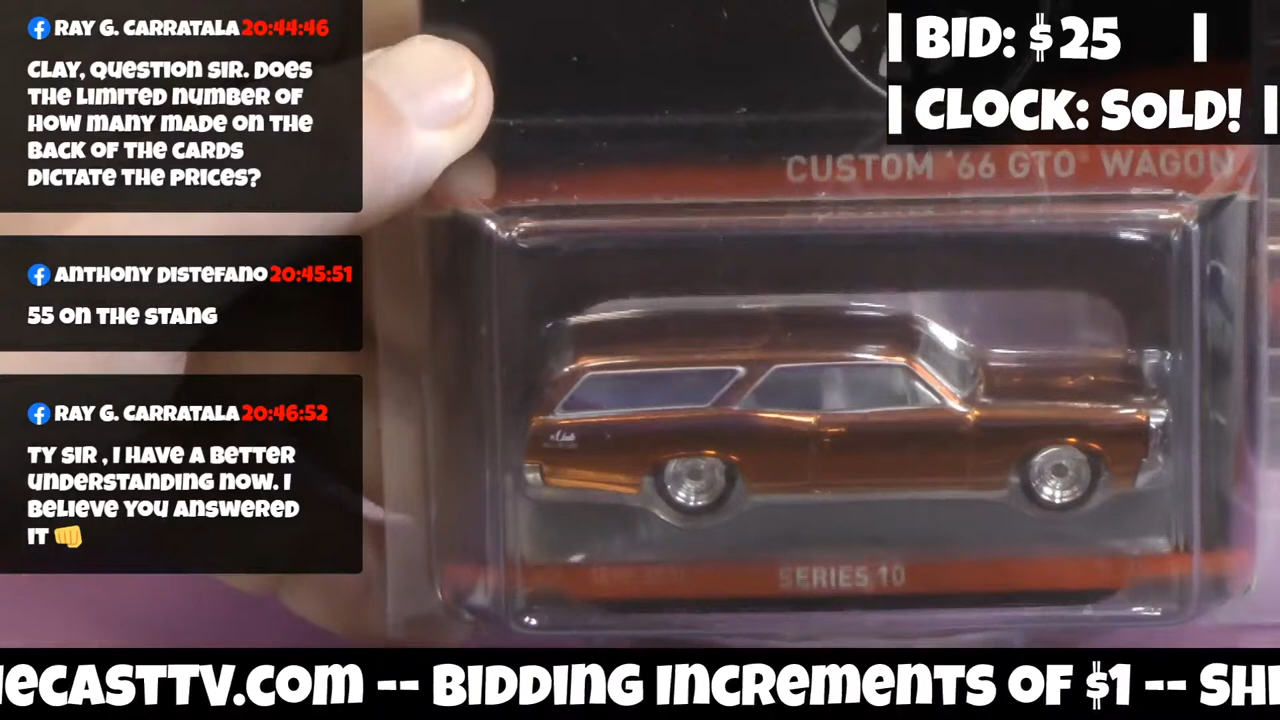 RAY G. CARRATALA 20:44:46
CLAY, QUESTION SIR. DOES
THE LIMITED NUMBER OF
HOW MANY MADE ON THE
BACK OF THE CARDS
DICTATE THE PRICES?
ANTHONY DISTEFANO 20:45:51
55 ON THE STANG
RAY G. CARRATALA 20:46:52
TY SIR , I HAVE A BETTER
UNDERSTANDING NOW. I
BELIEVE YOU ANSWERED
IT 👊
| BID: $25 |
| CLOCK: SOLD! |
CUSTOM '66 GTO® WAGON
SERIES 10
IECASTTV.COM -- BIDDING INCREMENTS OF $1 -- SHI